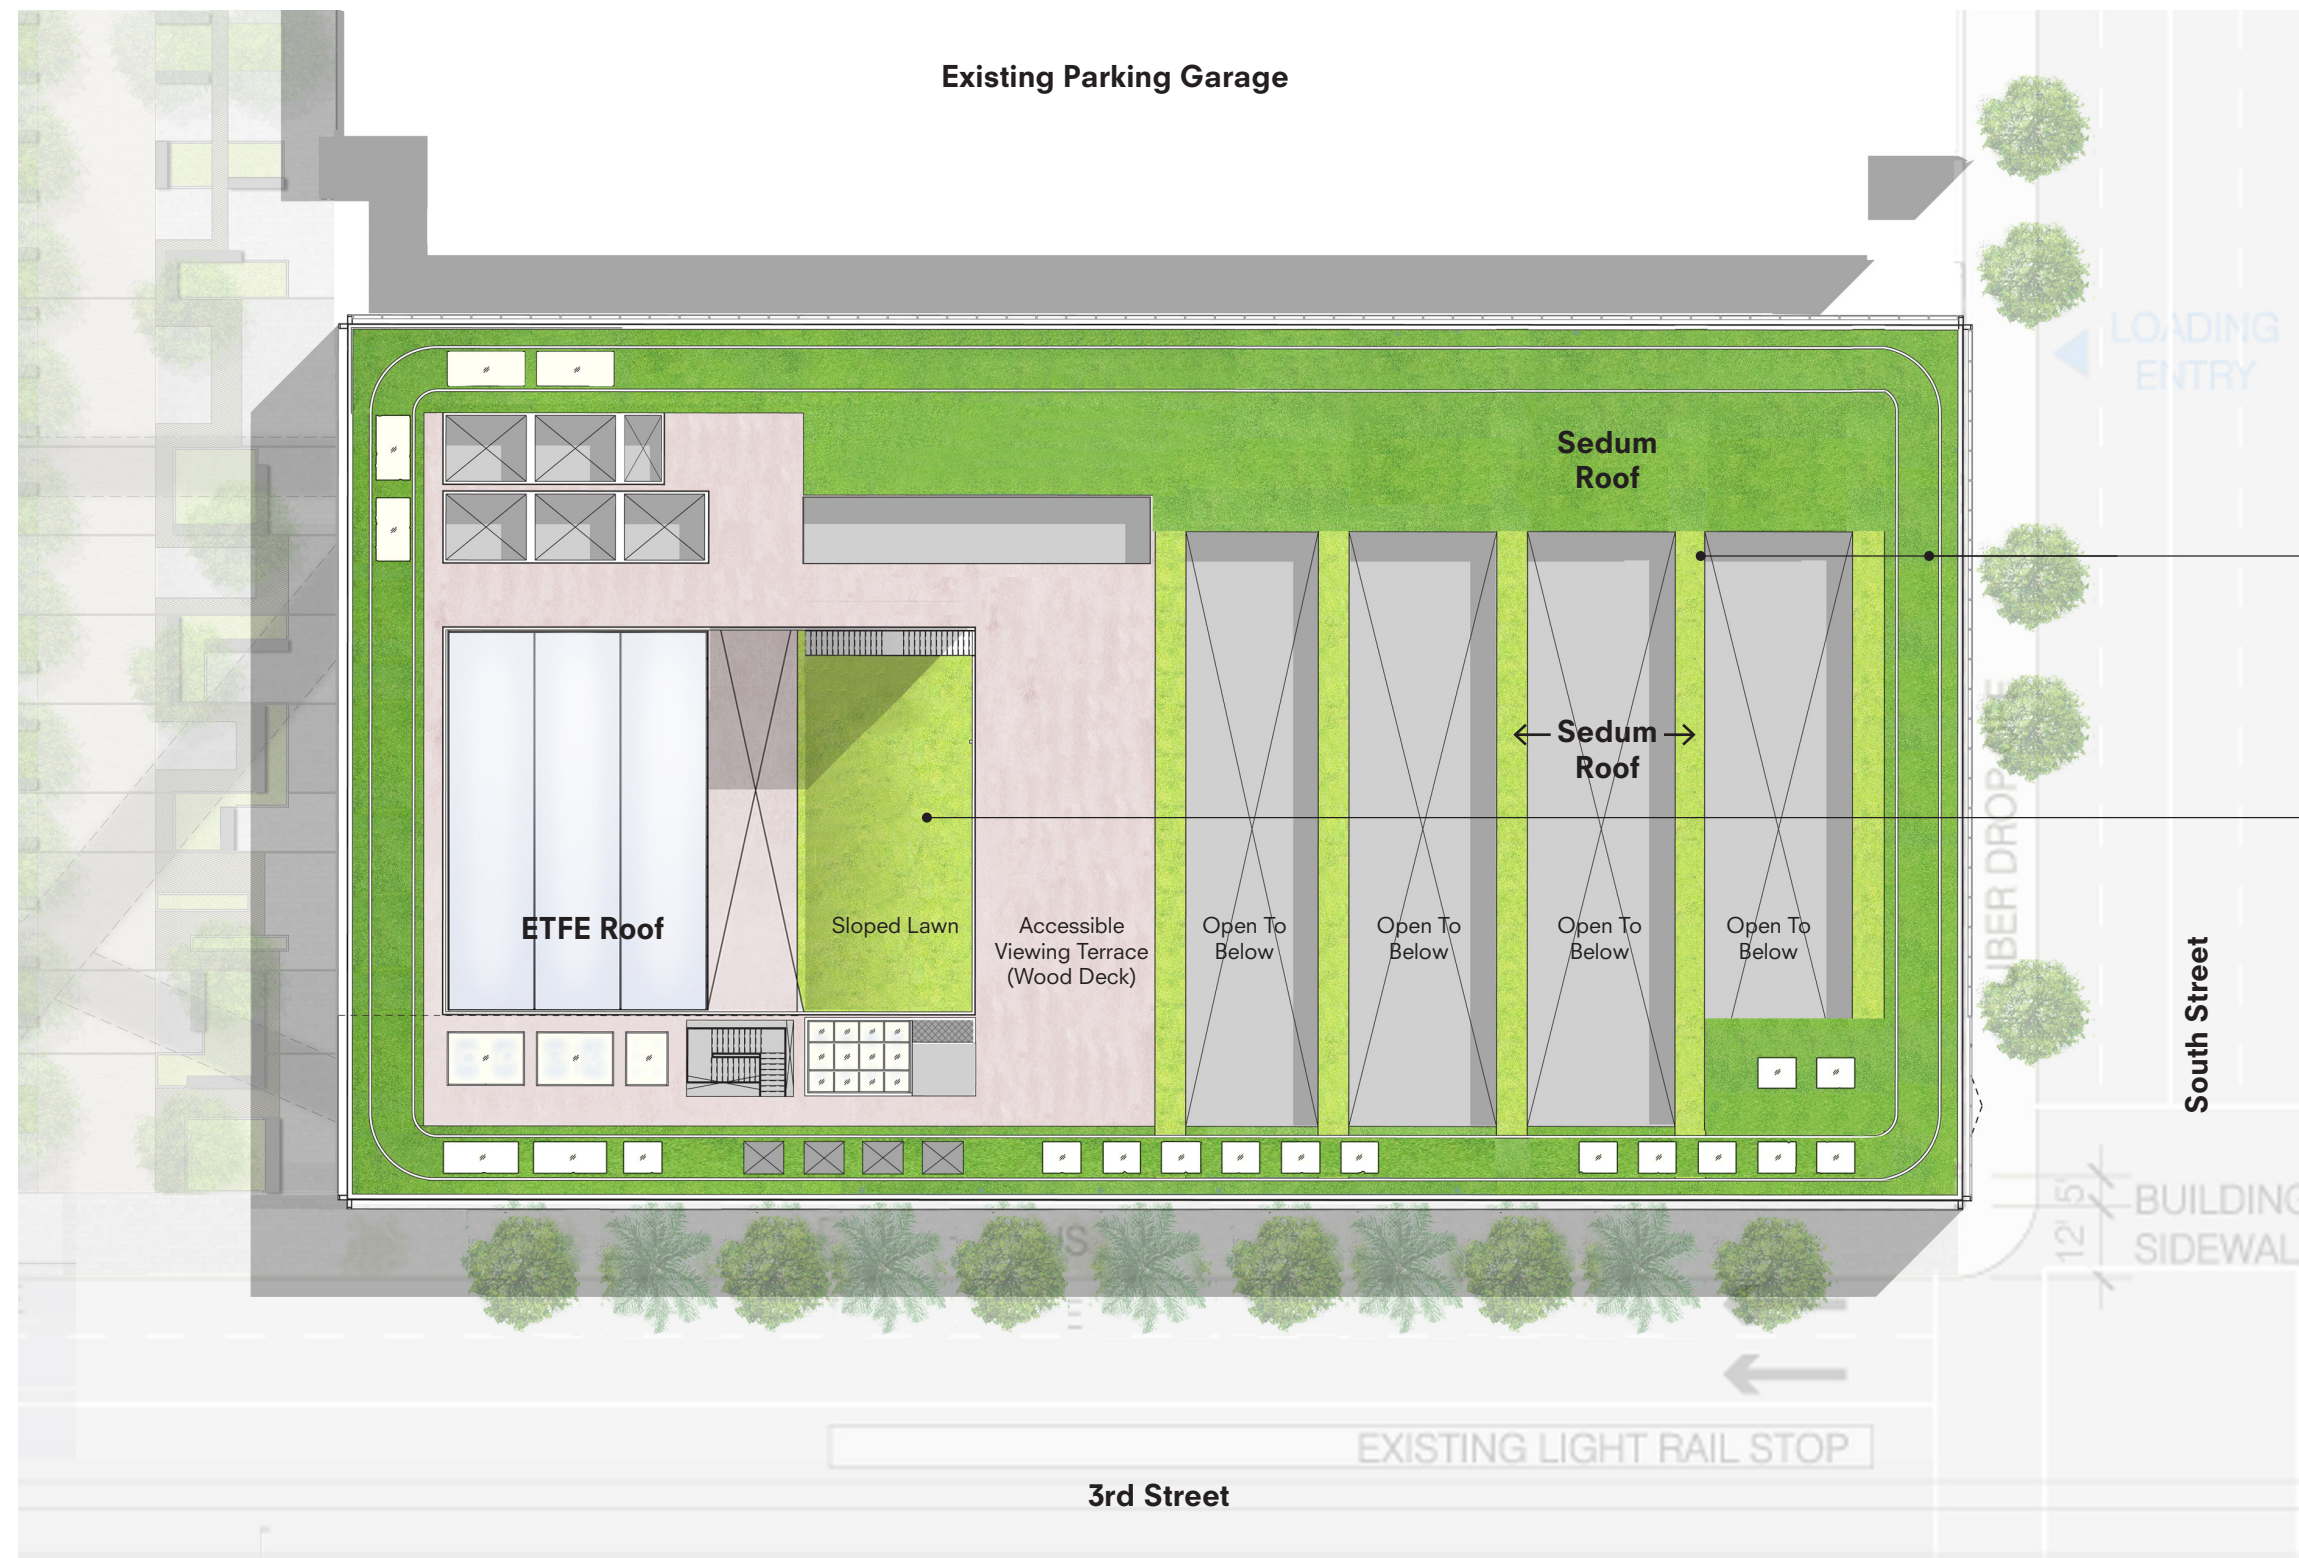 Existing Parking Garage
LOADING
ENTRY
Sedum
Roof
Sedum
Roof
ETFE Roof
Sloped Lawn
Accessible
Viewing Terrace
(Wood Deck)
Open To
Below
Open To
Below
Open To
Below
Open To
Below
South Street
12' 5'
BUILDING
SIDEWAL
EXISTING LIGHT RAIL STOP
3rd Street